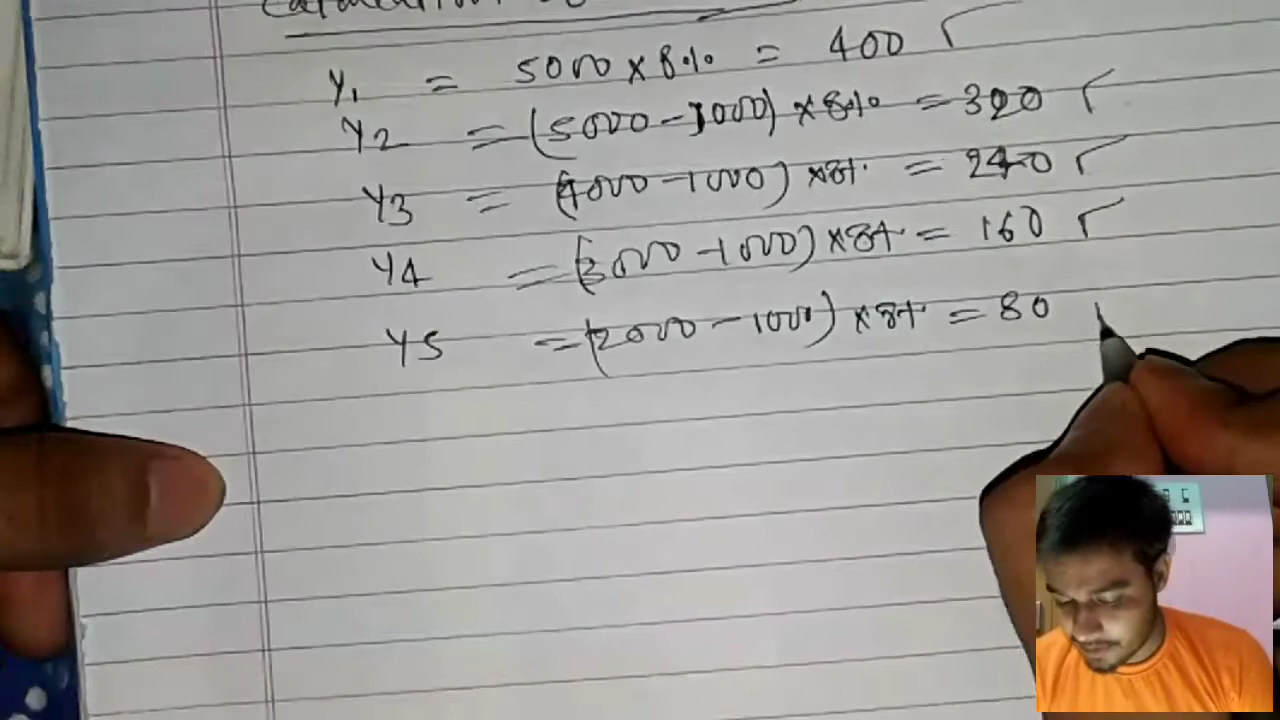 Y1 = 5000 × 8% = 400
Y2 = (5000 - 1000) × 8% = 320
Y3 = (4000 - 1000) × 8% = 240
Y4 = (3000 - 1000) × 8% = 160
Y5 = (2000 - 1000) × 8% = 80